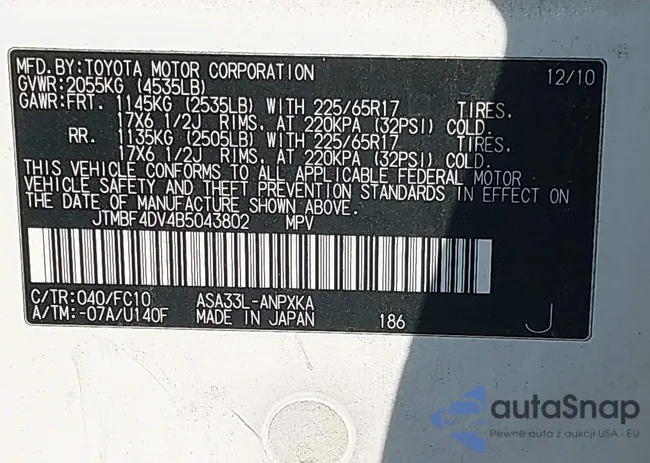 MFD.BY:TOYOTA MOTOR CORPORATION 12/10
GVWR:2055KG (4535LB)
GAWR:FRT. 1145KG (2535LB) WITH 225/65R17 TIRES.
17X6 1/2J RIMS. AT 220KPA (32PSI) COLD.
RR. 1135KG (2505LB) WITH 225/65R17 TIRES.
17X6 1/2J RIMS. AT 220KPA (32PSI) COLD.
THIS VEHICLE CONFORMS TO ALL APPLICABLE FEDERAL MOTOR
VEHICLE SAFETY AND THEFT PREVENTION STANDARDS IN EFFECT ON
THE DATE OF MANUFACTURE SHOWN ABOVE.
JTMBF4DV4B5043802 MPV
C/TR:040/FC10 ASA33L-ANPXKA
A/TM:-07A/U140F MADE IN JAPAN 186 J
autoSnap
Pewne auta z aukcji USA i EU